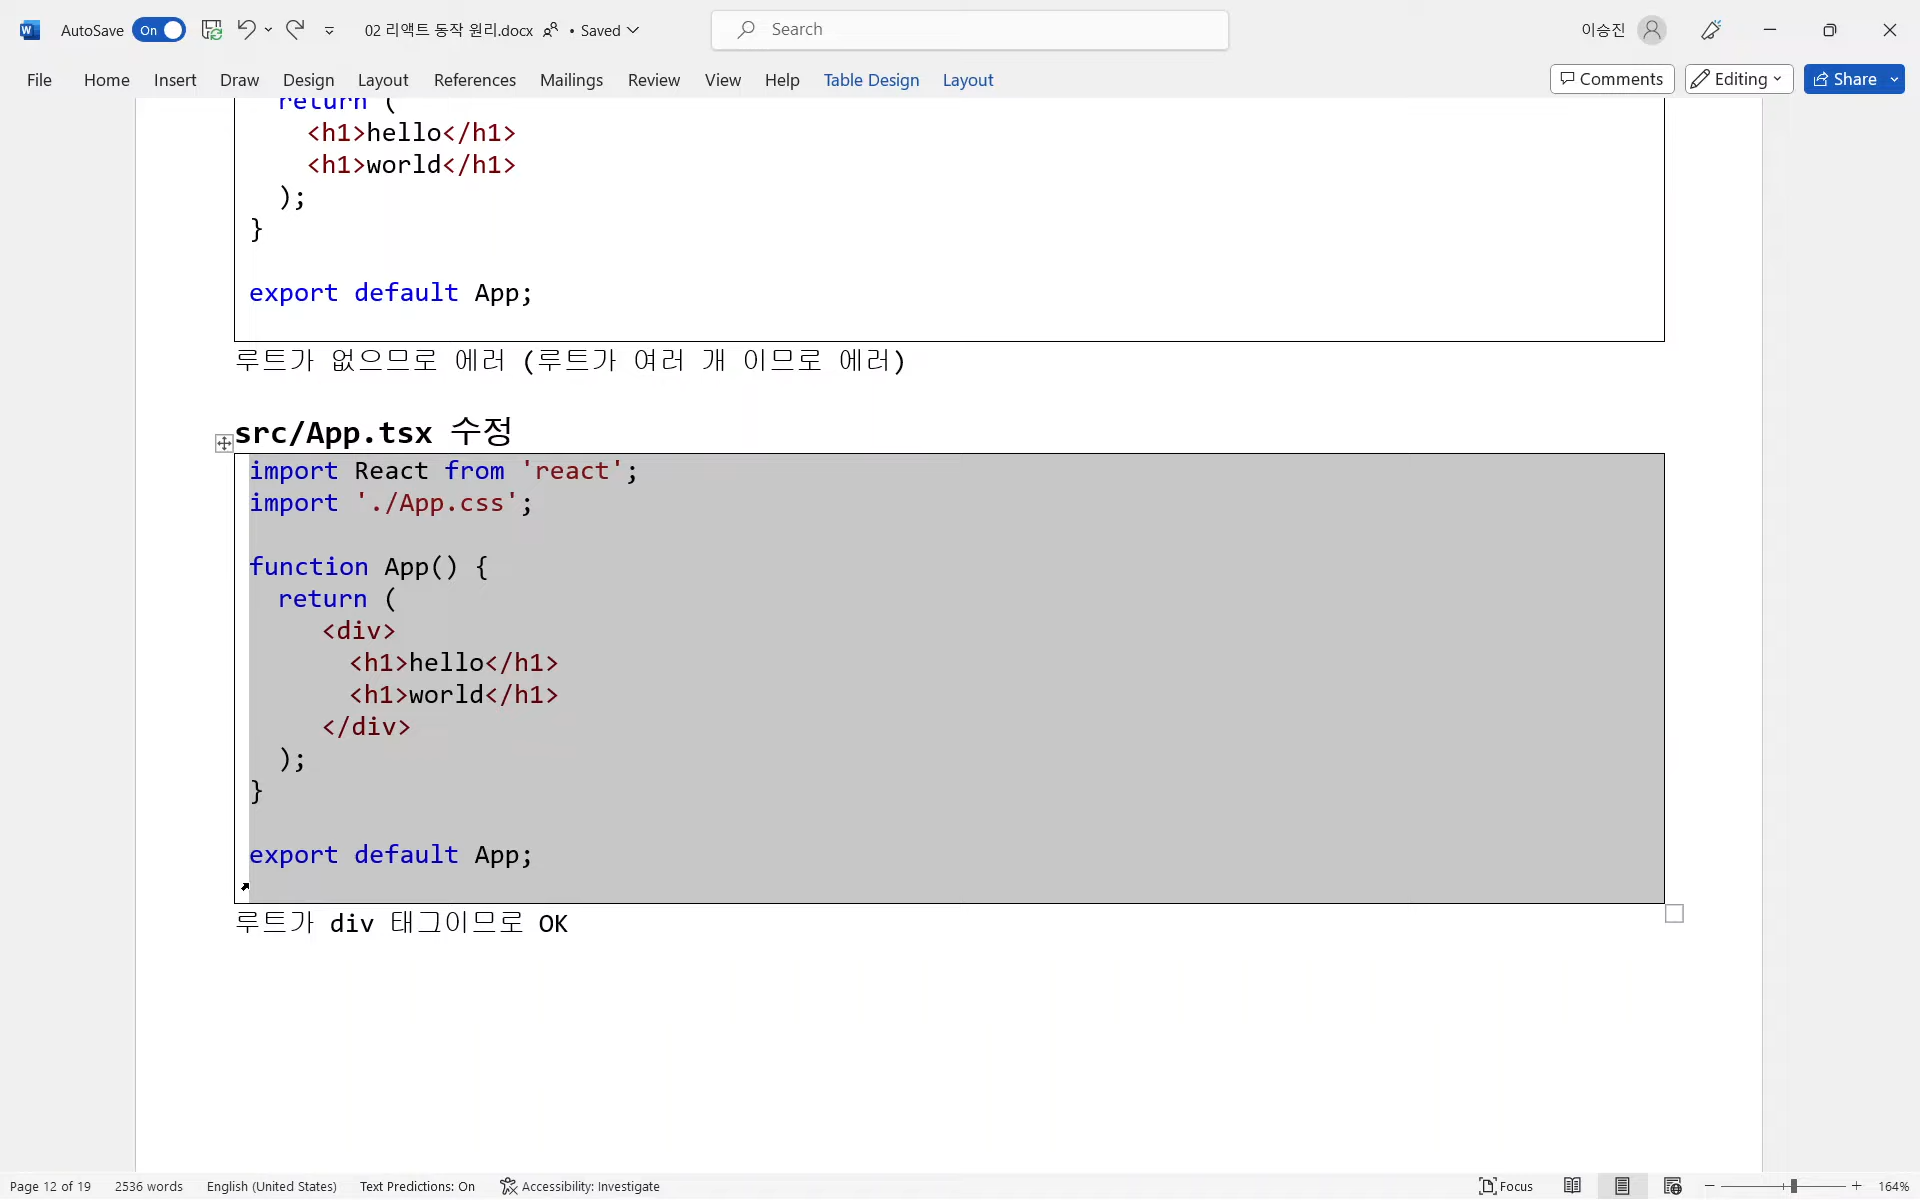 AutoSave On 02 리액트 동작 원리.docx • Saved Search 이승진
File Home Insert Draw Design Layout References Mailings Review View Help Table Design Layout Comments Editing Share
return (
<h1>hello</h1>
<h1>world</h1>
);
}
export default App;
루트가 없으므로 에러 (루트가 여러 개 이므로 에러)
src/App.tsx 수정
import React from 'react';
import './App.css';
function App() {
return (
<div>
<h1>hello</h1>
<h1>world</h1>
</div>
);
}
export default App;
루트가 div 태그이므로 OK
Page 12 of 19 2536 words English (United States) Text Predictions: On Accessibility: Investigate Focus 164%